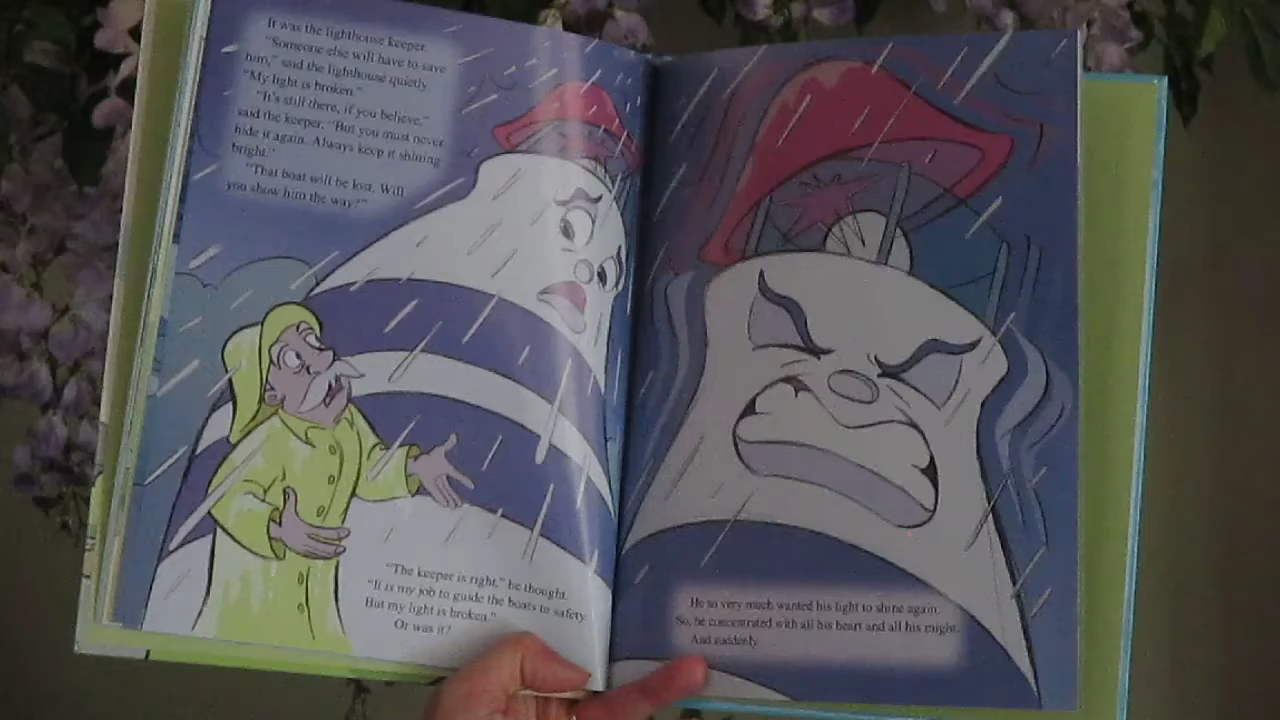 It was the lighthouse keeper.
"Someone else will have to save
him," said the lighthouse quietly.
"My light is broken."
"It's still there, if you believe,"
said the keeper. "But you must never
hide it again. Always keep it shining
bright."
"That boat will be lost. Will
you show him the way?"
"The keeper is right," he thought.
"It is my job to guide the boats to safety.
But my light is broken."
Or was it?
He so very much wanted his light to shine again.
So, he concentrated with all his heart and all his might.
And suddenly